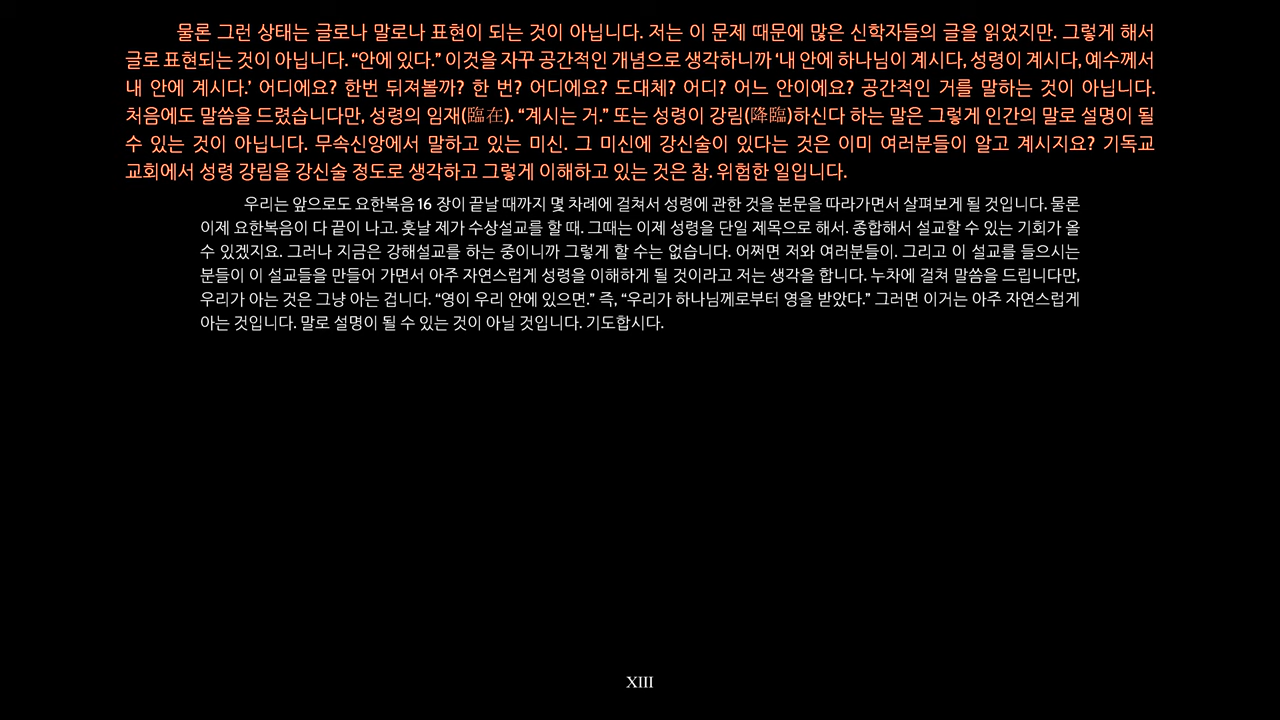 물론 그런 상태는 글로나 말로나 표현이 되는 것이 아닙니다. 저는 이 문제 때문에 많은 신학자들의 글을 읽었지만. 그렇게 해서
글로 표현되는 것이 아닙니다. “안에 있다.” 이것을 자꾸 공간적인 개념으로 생각하니까 ‘내 안에 하나님이 계시다, 성령이 계시다, 예수께서
내 안에 계시다.’ 어디에요? 한번 뒤져볼까? 한 번? 어디에요? 도대체? 어디? 어느 안이에요? 공간적인 거를 말하는 것이 아닙니다.
처음에도 말씀을 드렸습니다만, 성령의 임재(臨在). “계시는 거.” 또는 성령이 강림(降臨)하신다 하는 말은 그렇게 인간의 말로 설명이 될
수 있는 것이 아닙니다. 무속신앙에서 말하고 있는 미신. 그 미신에 강신술이 있다는 것은 이미 여러분들이 알고 계시지요? 기독교
교회에서 성령 강림을 강신술 정도로 생각하고 그렇게 이해하고 있는 것은 참. 위험한 일입니다.
우리는 앞으로도 요한복음 16 장이 끝날 때까지 몇 차례에 걸쳐서 성령에 관한 것을 본문을 따라가면서 살펴보게 될 것입니다. 물론
이제 요한복음이 다 끝이 나고. 훗날 제가 수상설교를 할 때. 그때는 이제 성령을 단일 제목으로 해서. 종합해서 설교할 수 있는 기회가 올
수 있겠지요. 그러나 지금은 강해설교를 하는 중이니까 그렇게 할 수는 없습니다. 어쩌면 저와 여러분들이. 그리고 이 설교를 들으시는
분들이 이 설교들을 만들어 가면서 아주 자연스럽게 성령을 이해하게 될 것이라고 저는 생각을 합니다. 누차에 걸쳐 말씀을 드립니다만,
우리가 아는 것은 그냥 아는 겁니다. “영이 우리 안에 있으면.” 즉, “우리가 하나님께로부터 영을 받았다.” 그러면 이거는 아주 자연스럽게
아는 것입니다. 말로 설명이 될 수 있는 것이 아닐 것입니다. 기도합시다.
XIII